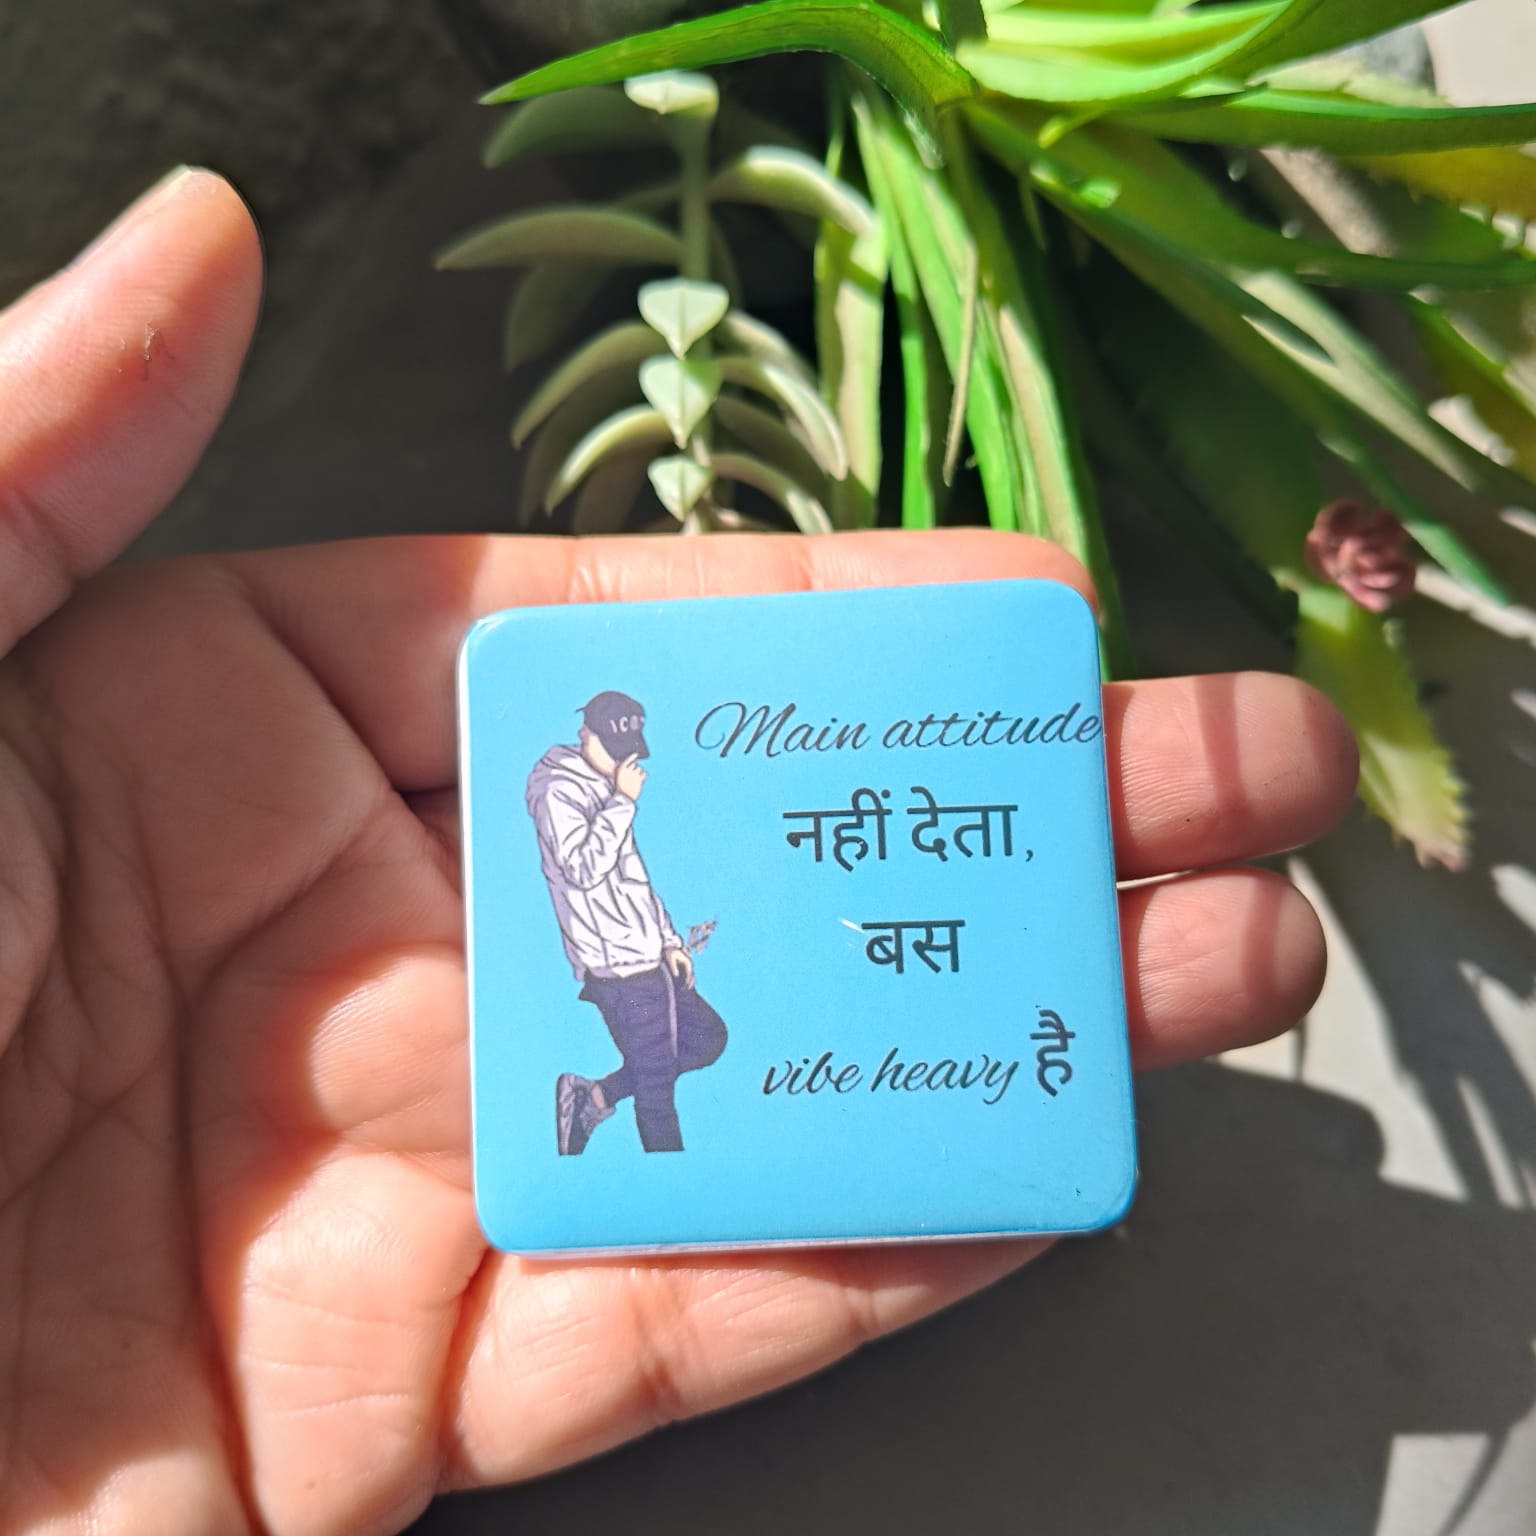 Main attitude
नहीं देता,
बस
vibe heavy है